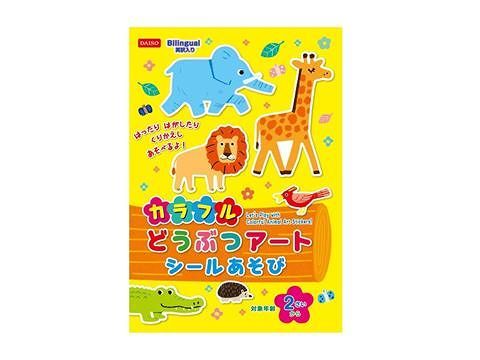 DAISO
Bilingual
英訳入り
はったり はがしたり
くりかえし
あそべるよ!
カラフル
Let's Play with
Colorful Animal Art Stickers!
どうぶつアート
シールあそび
対象年齢
2さい
から